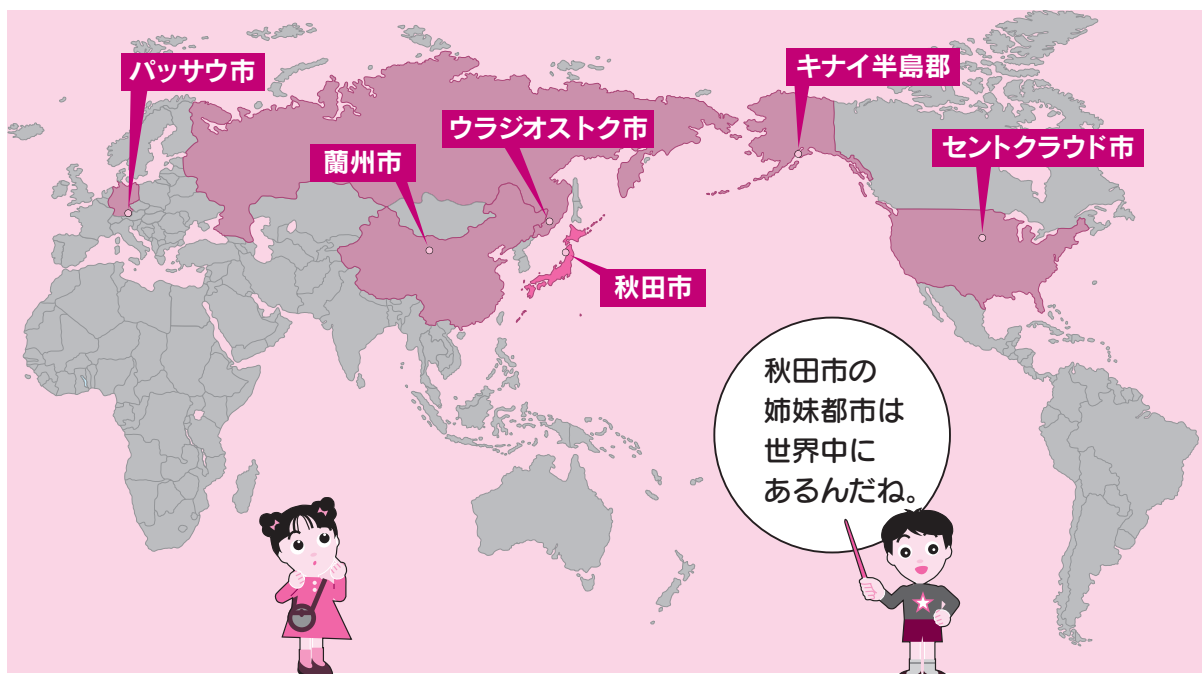 パッサウ市
キナイ半島郡
ウラジオストク市
セントクラウド市
蘭州市
秋田市
秋田市の
姉妹都市は
世界中に
あるんだね。